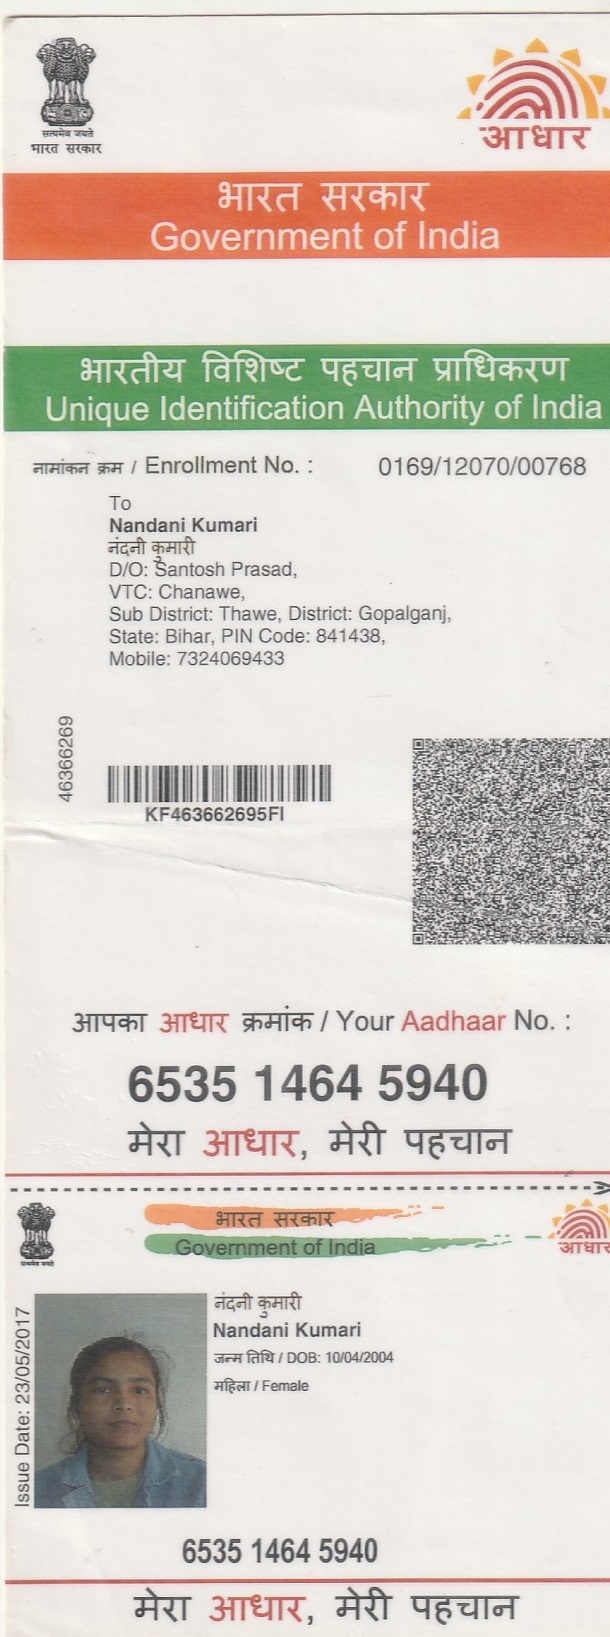 सत्यमेव जयते
भारत सरकार
आधार
भारत सरकार
Government of India
भारतीय विशिष्ट पहचान प्राधिकरण
Unique Identification Authority of India
नामांकन क्रम / Enrollment No. : 0169/12070/00768
To
Nandani Kumari
नंदनी कुमारी
D/O: Santosh Prasad,
VTC: Chanawe,
Sub District: Thawe, District: Gopalganj,
State: Bihar, PIN Code: 841438,
Mobile: 7324069433
46366269
KF463662695FI
आपका आधार क्रमांक / Your Aadhaar No. :
6535 1464 5940
मेरा आधार, मेरी पहचान
सत्यमेव जयते
भारत सरकार
Government of India
आधार
Issue Date: 23/05/2017
नंदनी कुमारी
Nandani Kumari
जन्म तिथि / DOB: 10/04/2004
महिला / Female
6535 1464 5940
मेरा आधार, मेरी पहचान